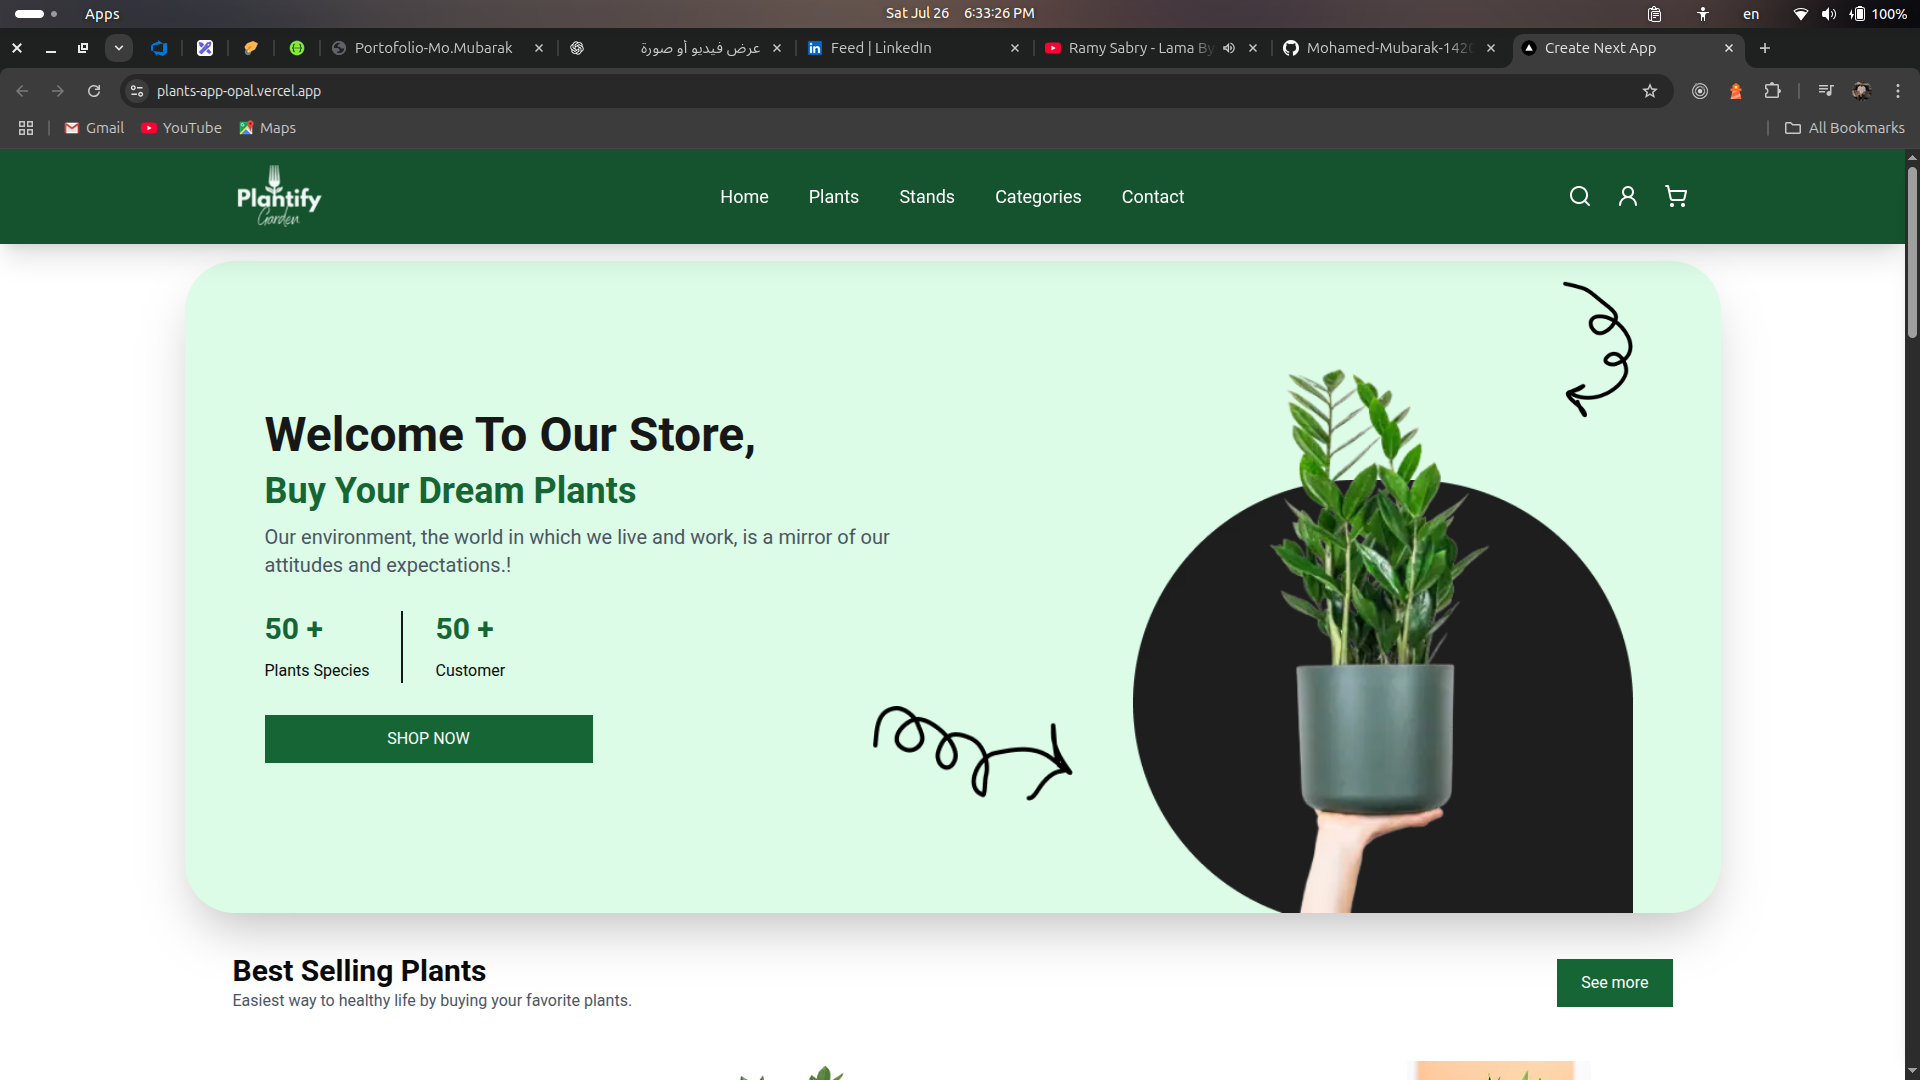 Apps
Sat Jul 26 6:33:26 PM
en
100%
Portofolio-Mo.Mubarak
عرض فيديو أو صورة
Feed | LinkedIn
Ramy Sabry - Lama By
Mohamed-Mubarak-142
Create Next App
plants-app-opal.vercel.app
Gmail
YouTube
Maps
All Bookmarks
Plantify
Garden
Home
Plants
Stands
Categories
Contact
Welcome To Our Store,
Buy Your Dream Plants
Our environment, the world in which we live and work, is a mirror of our
attitudes and expectations.!
50 +
Plants Species
50 +
Customer
SHOP NOW
Best Selling Plants
Easiest way to healthy life by buying your favorite plants.
See more